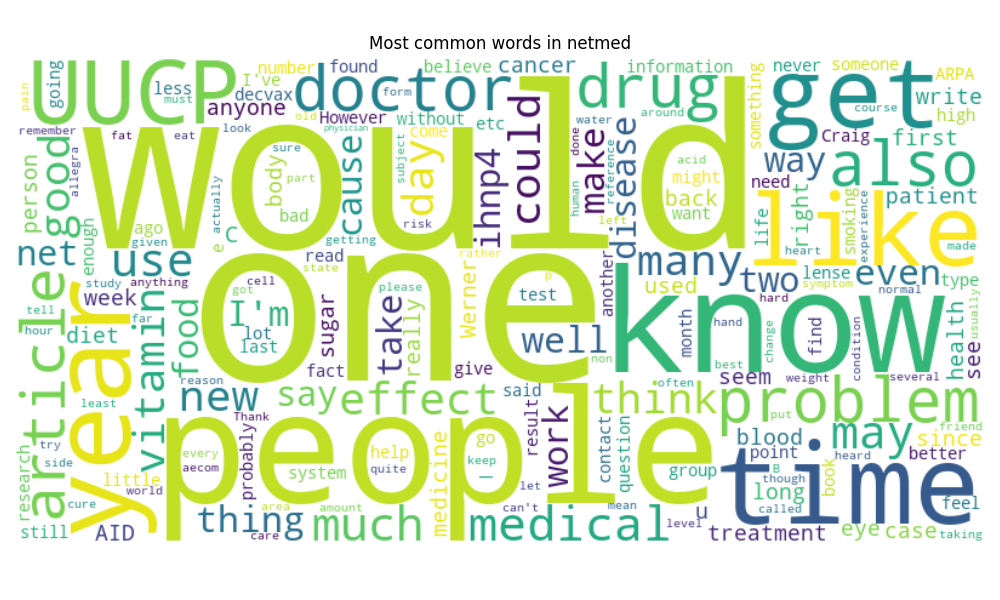 Most common words in netmed
pain
going
UUCP
less
must
decvax
number
I've
anyone
found
doctor
form
However
believe
without
etc
cancer
drug
information
around
something
never
get
someone
ARPA
write
course
high
remember
fat
eat
look
old
physician
sure
part
body
bad
cause
subject
come
day
risk
ihnp4
could
water
done
human
make
reference
left
disease
acid
might
back
want
would
need
way
Craig
first
also
patient
life
right
smoking
experience
heart
like
made
person
good
allegra
net
enough
ago
given
use
actually
e
C
getting
read
state
rather
please
Werner
another
many
two
lense
symptom
even
type
normal
hard
study
anything
week
far
cell
got
I'm
lot
last
sugar
fact
take
really
give
one
p
test
well
non
used
month
hand
best
change
weight
find
condition
know
several
health
usually
see
tell
hour
article
year
diet
vitamin
food
reason
new
say
effect
said
often
think
seem
put
problem
least
try
side
research
cure
still
little
world
AID
every
aecom
Thank
probably
people
system
help
quite
medicine
go
keep
let
result
work
contact
question
group
blood
point
B
though
called
long
book
heard
may
friend
since
better
time
feel
thing
area
care
amount
much
can't
medical
mean
level
u
treatment
eye
case
taking